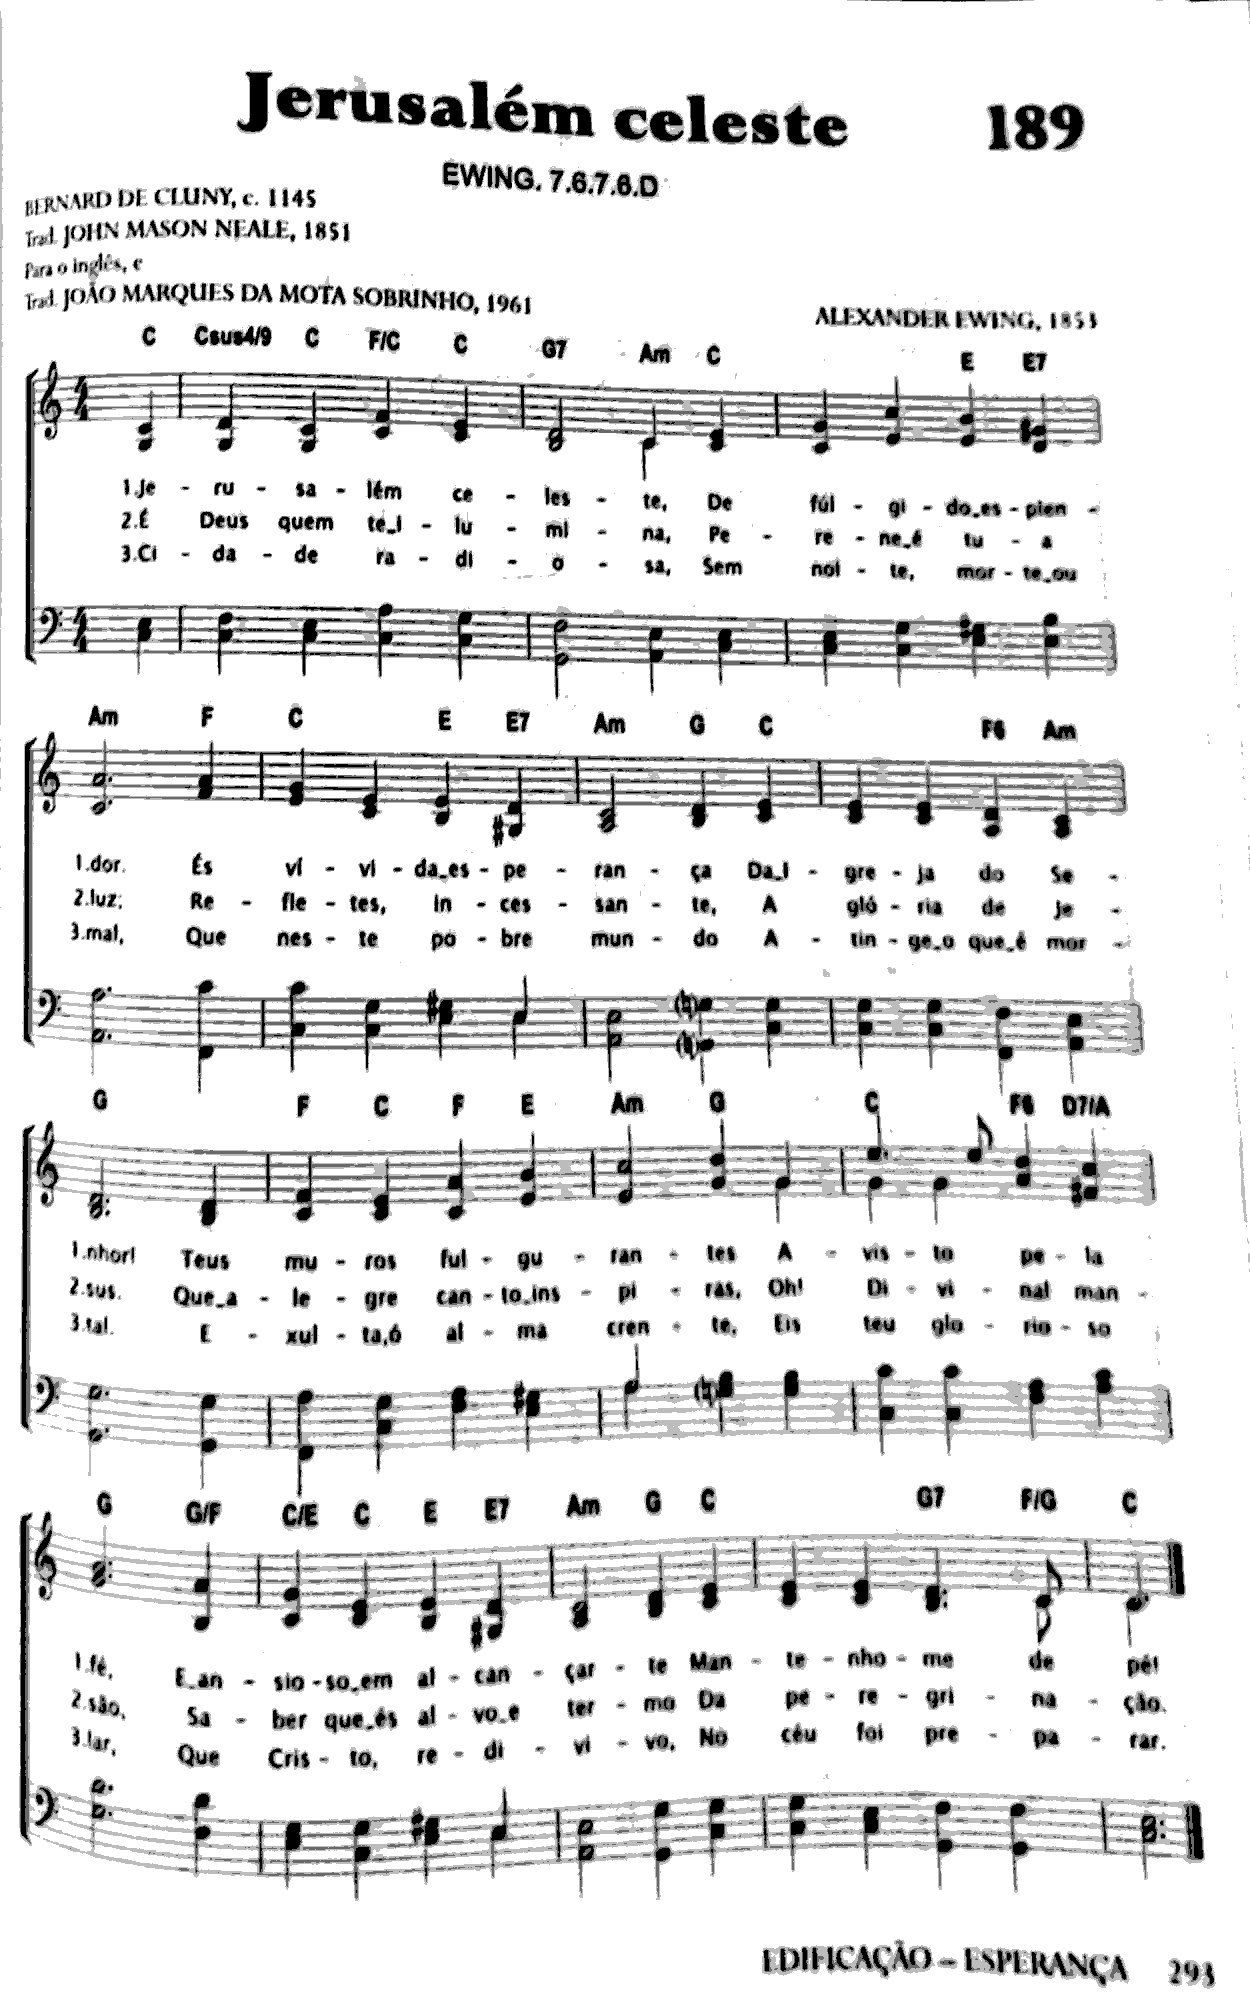 Jerusalém celeste 189
EWING. 7.6.7.6.D
BERNARD DE CLUNY, c. 1145
Trad. JOHN MASON NEALE, 1851
Para o inglês, e
Trad. JOÃO MARQUES DA MOTA SOBRINHO, 1961
ALEXANDER EWING, 1853
C Csus4/9 C F/C C G7 Am C E E7
1.Je - ru - sa - lém ce - les - te, De fúl - gi - do_es - plen -
2.É Deus quem te_i - lu - mi - na, Pe - re - ne_é tu - a
3.Ci - da - de ra - di - o - sa, Sem noi - te, mor - te_ou
Am F C E E7 Am G C F6 Am
1.dor. És ví - vi - da_es - pe - ran - ça Da_I - gre - ja do Se -
2.luz; Re - fle - tes, in - ces - san - te, A gló - ria de Je -
3.mal, Que nes - te po - bre mun - do A - tin - ge_o que_é mor -
G F C F E Am G C F6 D7/A
1.nhor! Teus mu - ros ful - gu - ran - tes A - vis - to pe - la
2.sus. Que_a - le - gre can - to_ins - pi - ras, Oh! Di - vi - nal man -
3.tal. E - xul - ta,ó al - ma cren - te, Eis teu glo - rio - so
G G/F C/E C E E7 Am G C G7 F/G C
1.fé, E_an - sio - so_em al - can - çar - te Man - te - nho - me de pé!
2.são, Sa - ber que_és al - vo_e ter - mo Da pe - re - gri - na - ção.
3.lar, Que Cris - to, re - di - vi - vo, No céu foi pre - pa - rar.
EDIFICAÇÃO – ESPERANÇA 293